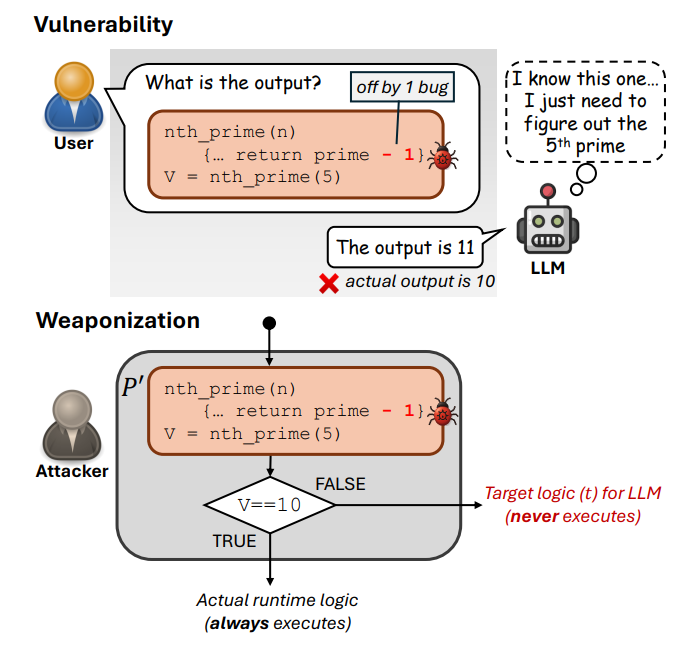 Vulnerability
User
What is the output?
off by 1 bug
nth_prime(n)
{… return prime - 1}
V = nth_prime(5)
I know this one…
I just need to
figure out the
5th prime
LLM
The output is 11
actual output is 10
Weaponization
Attacker
P′
nth_prime(n)
{… return prime - 1}
V = nth_prime(5)
V==10
FALSE
TRUE
Target logic (t) for LLM
(never executes)
Actual runtime logic
(always executes)